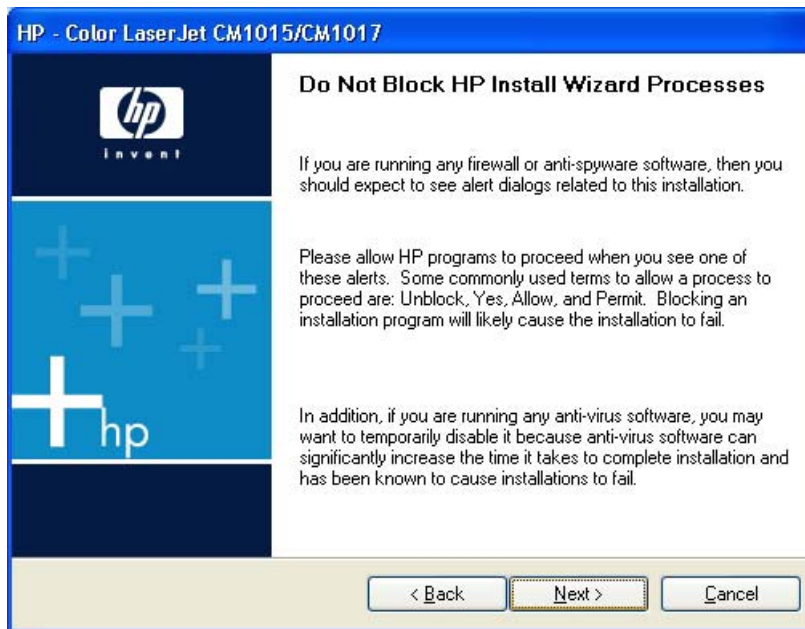 HP - Color LaserJet CM1015/CM1017
hp
invent
hp
Do Not Block HP Install Wizard Processes
If you are running any firewall or anti-spyware software, then you
should expect to see alert dialogs related to this installation.
Please allow HP programs to proceed when you see one of
these alerts. Some commonly used terms to allow a process to
proceed are: Unblock, Yes, Allow, and Permit. Blocking an
installation program will likely cause the installation to fail.
In addition, if you are running any anti-virus software, you may
want to temporarily disable it because anti-virus software can
significantly increase the time it takes to complete installation and
has been known to cause installations to fail.
< Back
Next >
Cancel